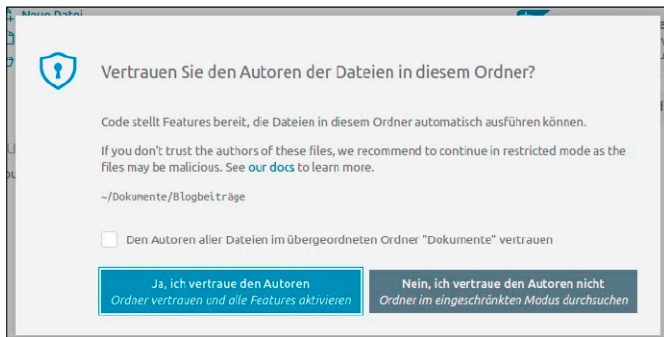 Neue Datei
Vertrauen Sie den Autoren der Dateien in diesem Ordner?
Code stellt Features bereit, die Dateien in diesem Ordner automatisch ausführen können.
If you don't trust the authors of these files, we recommend to continue in restricted mode as the
files may be malicious. See our docs to learn more.
~/Dokumente/Blogbeiträge
Den Autoren aller Dateien im übergeordneten Ordner "Dokumente" vertrauen
Ja, ich vertraue den Autoren
Ordner vertrauen und alle Features aktivieren
Nein, ich vertraue den Autoren nicht
Ordner im eingeschränkten Modus durchsuchen